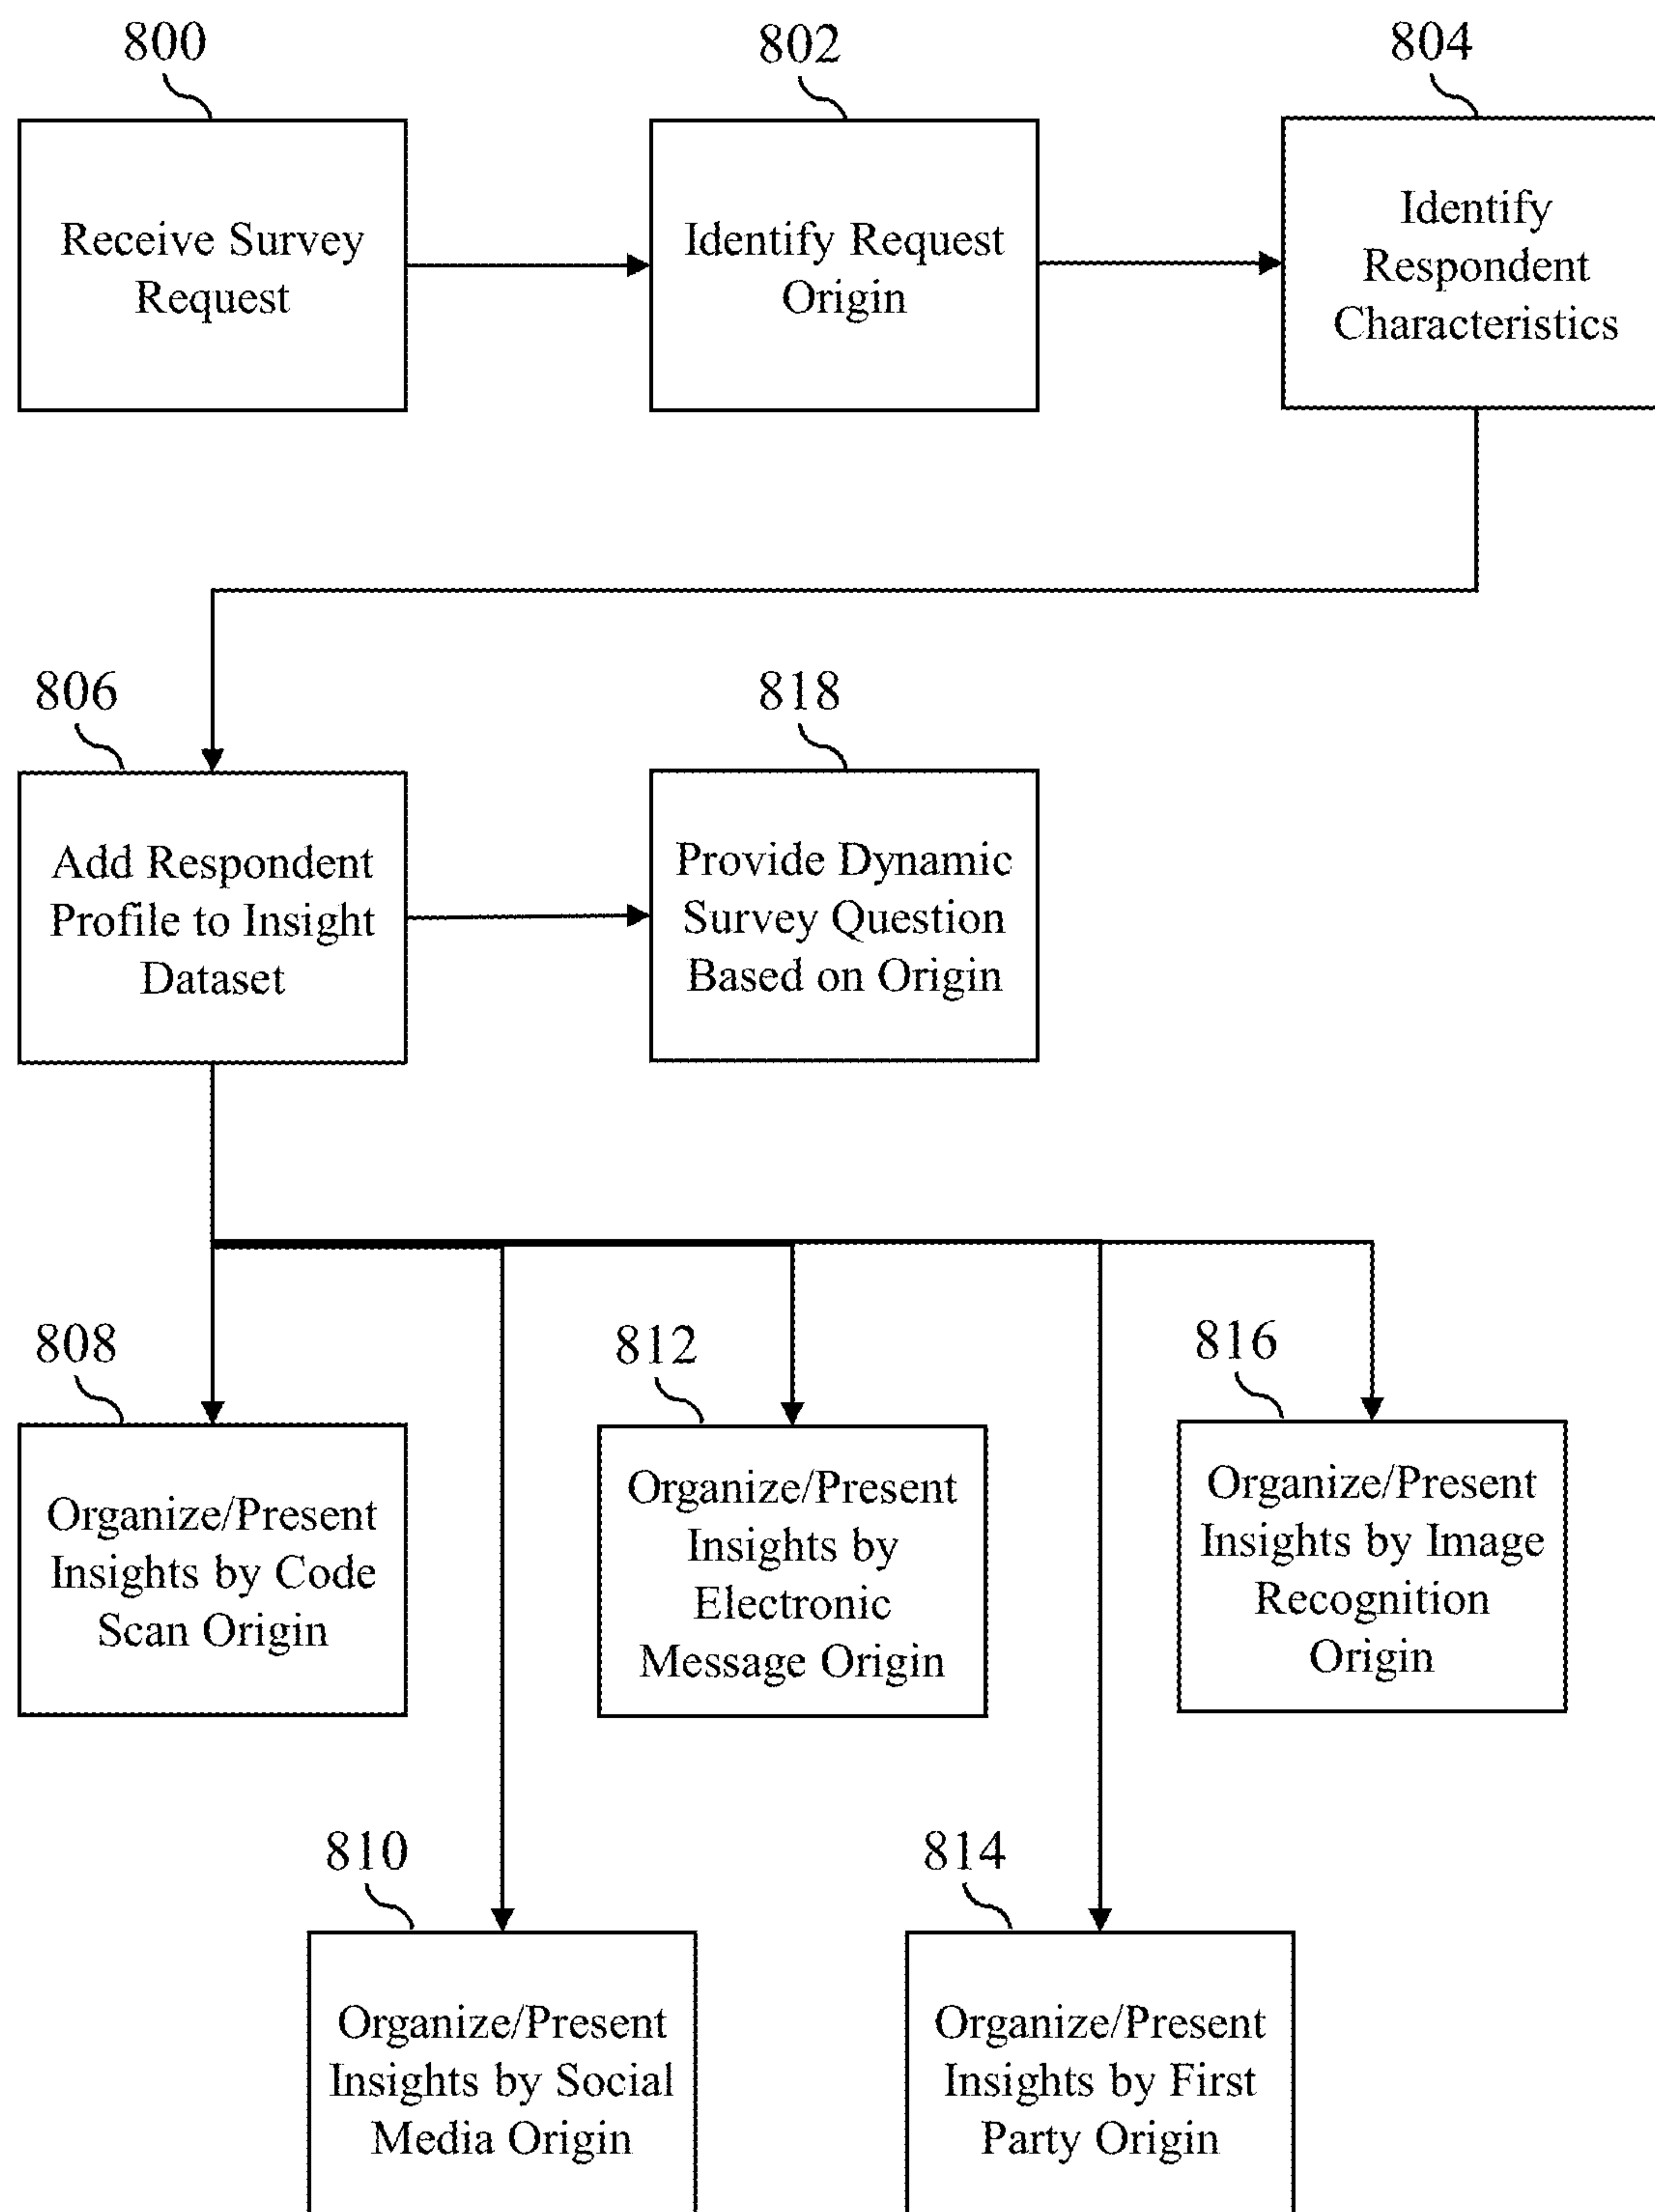 800
Receive Survey
Request
802
Identify Request
Origin
804
Identify
Respondent
Characteristics
806
Add Respondent
Profile to Insight
Dataset
818
Provide Dynamic
Survey Question
Based on Origin
808
Organize/Present
Insights by Code
Scan Origin
812
Organize/Present
Insights by
Electronic
Message Origin
816
Organize/Present
Insights by Image
Recognition
Origin
810
Organize/Present
Insights by Social
Media Origin
814
Organize/Present
Insights by First
Party Origin